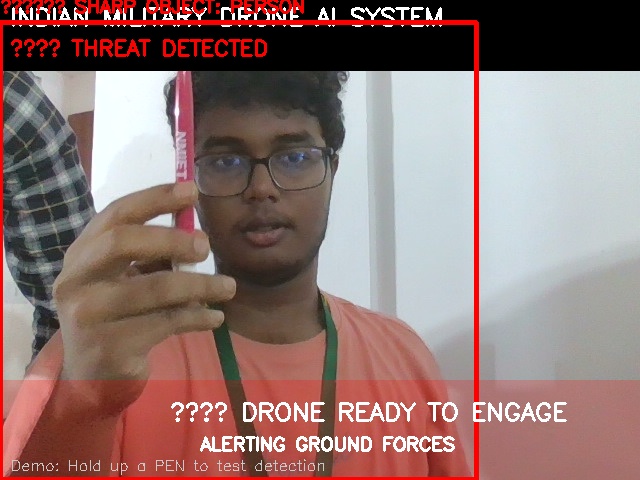 ?????? SHARP OBJECT: PERSON
INDIAN MILITARY DRONE AI SYSTEM
???? THREAT DETECTED
???? DRONE READY TO ENGAGE
ALERTING GROUND FORCES
Demo: Hold up a PEN to test detection